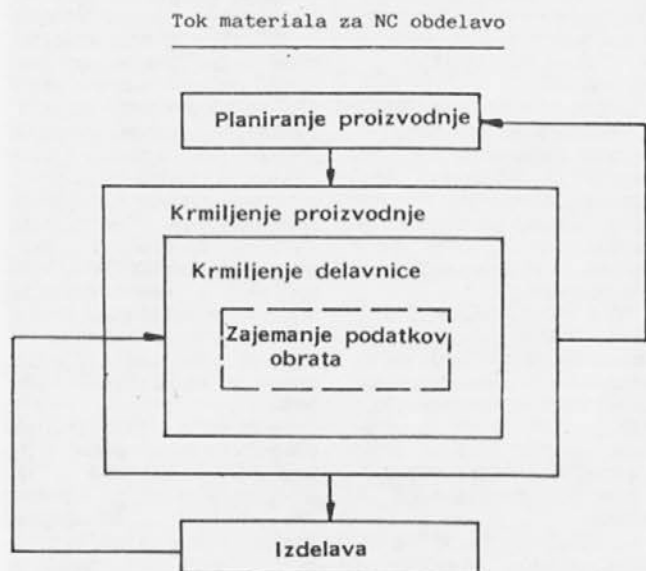 Tok materiala za NC obdelavo
Planiranje proizvodnje
Krmiljenje proizvodnje
Krmiljenje delavnice
Zajemanje podatkov
obrata
Izdelava